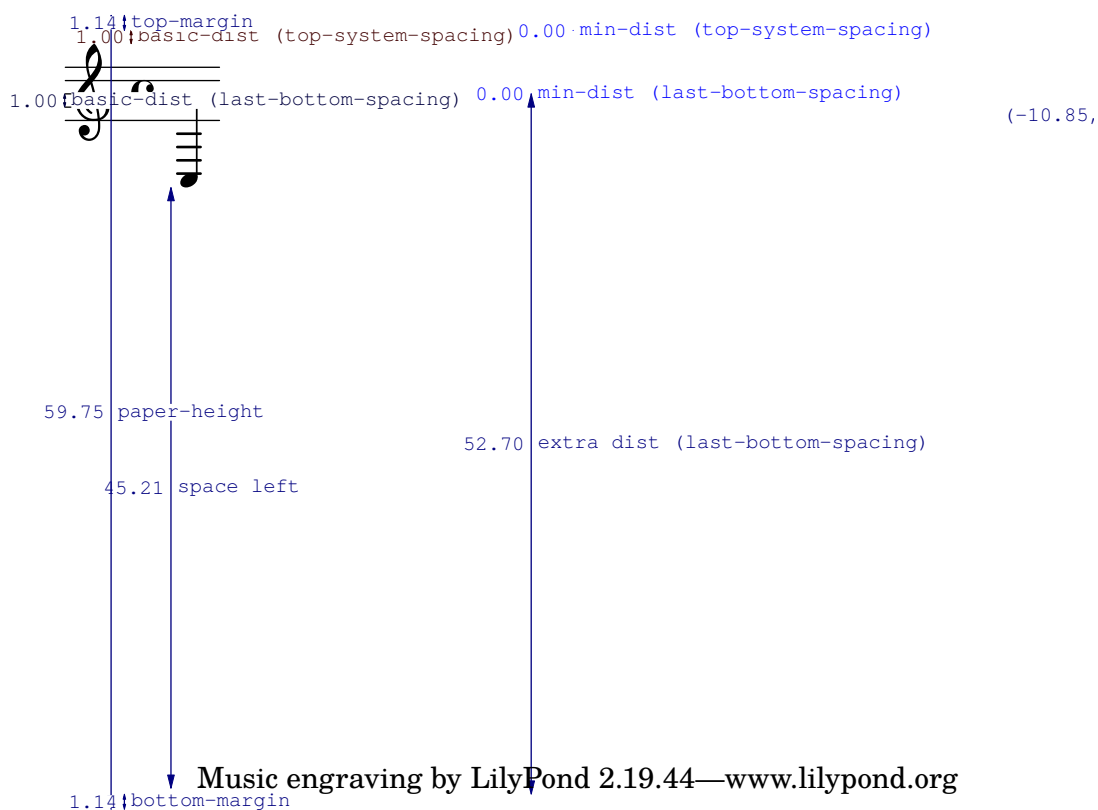 1.14 top-margin
1.00 basic-dist (top-system-spacing) 0.00 min-dist (top-system-spacing)
1.00 basic-dist (last-bottom-spacing) 0.00 min-dist (last-bottom-spacing)
(-10.85,
59.75 paper-height
52.70 extra dist (last-bottom-spacing)
45.21 space left
Music engraving by LilyPond 2.19.44—www.lilypond.org
1.14 bottom-margin